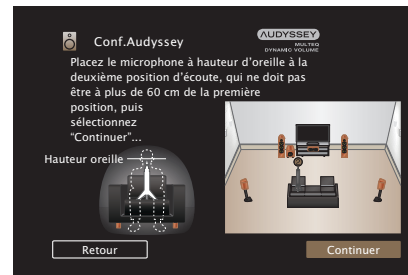 Conf.Audyssey
AUDYSSEY
MULTEQ
DYNAMIC VOLUME
Placez le microphone à hauteur d'oreille à la
deuxième position d'écoute, qui ne doit pas
être à plus de 60 cm de la première
position, puis
sélectionnez
"Continuer"...
Hauteur oreille
Retour
Continuer